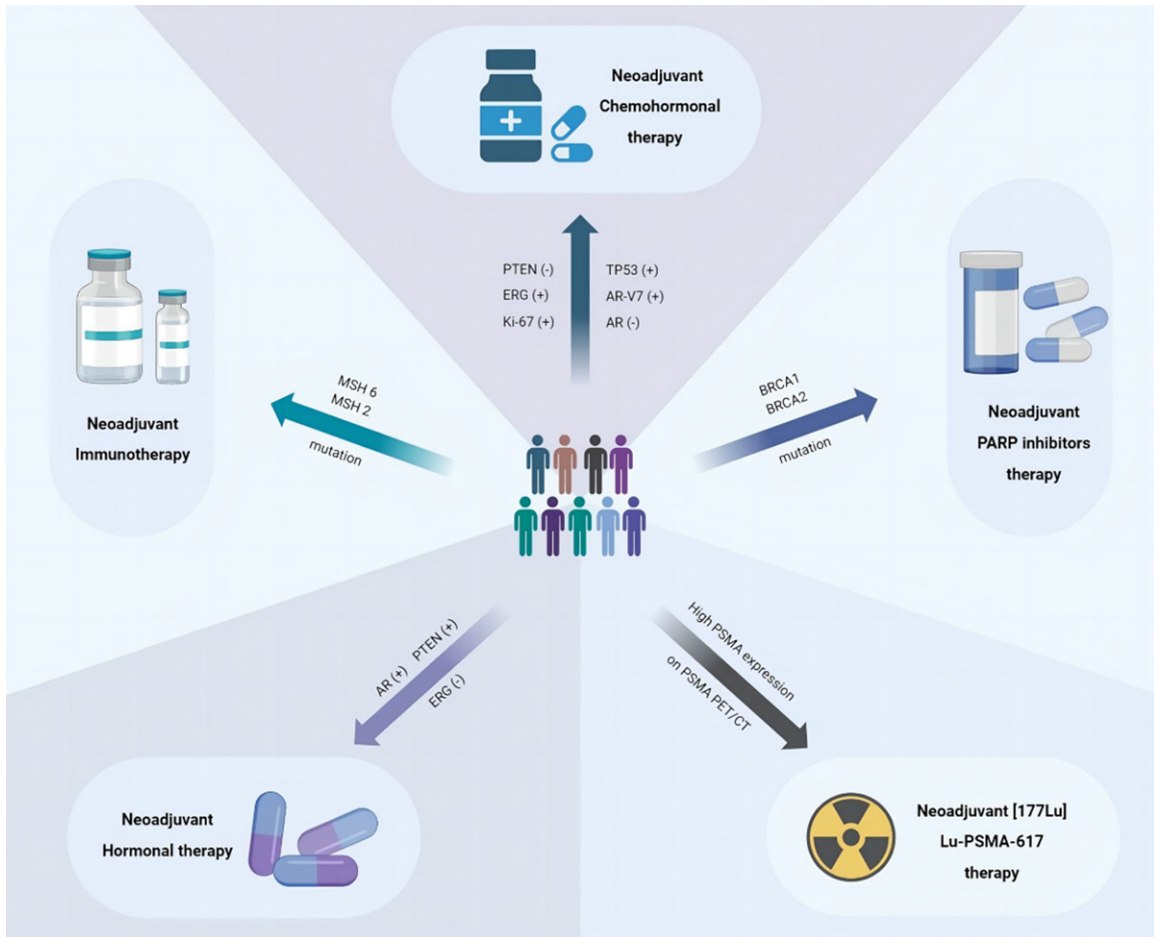 Neoadjuvant
Chemohormonal
therapy
PTEN (-)
ERG (+)
Ki-67 (+)
TP53 (+)
AR-V7 (+)
AR (-)
Neoadjuvant
Immunotherapy
MSH 6
MSH 2
mutation
BRCA1
BRCA2
mutation
Neoadjuvant
PARP inhibitors
therapy
AR (+) PTEN (+)
ERG (-)
High PSMA expression
on PSMA PET/CT
Neoadjuvant
Hormonal therapy
Neoadjuvant [177Lu]
Lu-PSMA-617
therapy